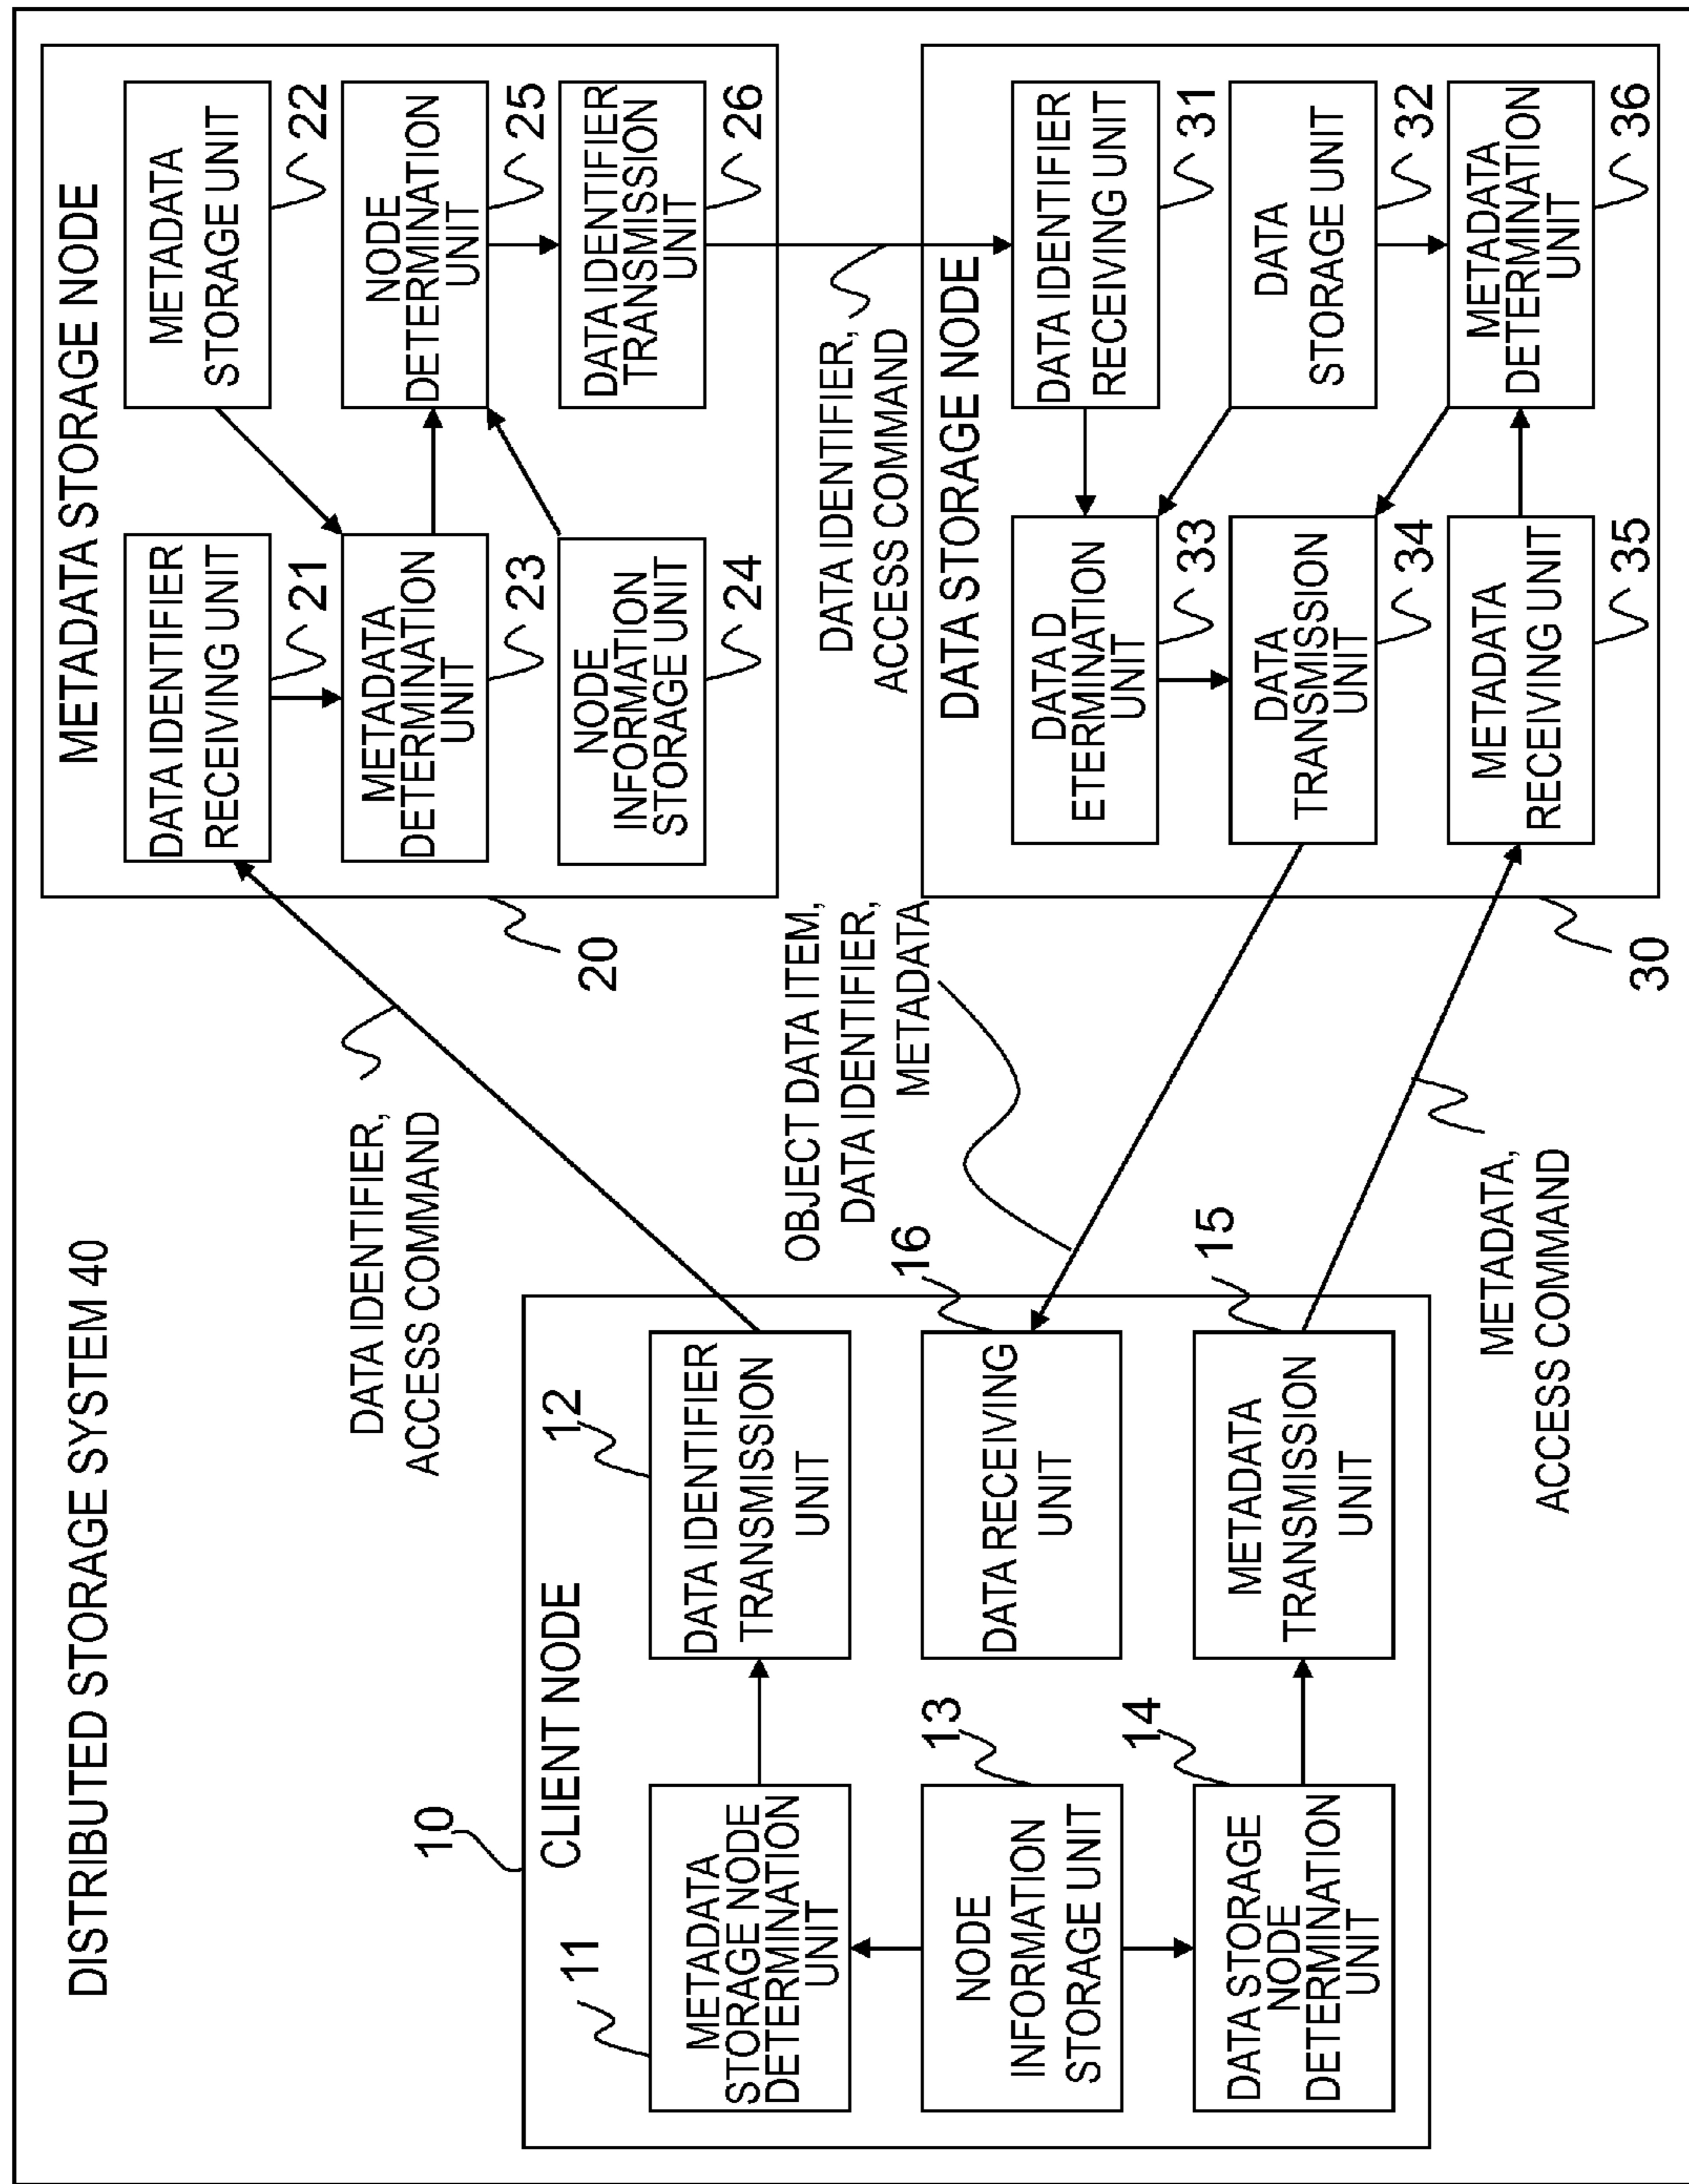 DISTRIBUTED STORAGE SYSTEM 40
10
CLIENT NODE
11
METADATA
STORAGE NODE
DETERMINATION
UNIT
12
DATA IDENTIFIER
TRANSMISSION
UNIT
13
NODE
INFORMATION
STORAGE UNIT
16
DATA RECEIVING
UNIT
14
DATA STORAGE
NODE
DETERMINATION
UNIT
15
METADATA
TRANSMISSION
UNIT
DATA IDENTIFIER,
ACCESS COMMAND
OBJECT DATA ITEM,
DATA IDENTIFIER,
METADATA
METADATA,
ACCESS COMMAND
20
METADATA STORAGE NODE
DATA IDENTIFIER
RECEIVING UNIT
21
METADATA
STORAGE UNIT
22
METADATA
DETERMINATION
UNIT
23
NODE
DETERMINATION
UNIT
25
NODE
INFORMATION
STORAGE UNIT
24
DATA IDENTIFIER
TRANSMISSION
UNIT
26
DATA IDENTIFIER,
ACCESS COMMAND
30
DATA STORAGE NODE
DATA D
ETERMINATION
UNIT
33
DATA IDENTIFIER
RECEIVING UNIT
31
DATA
TRANSMISSION
UNIT
34
DATA
STORAGE UNIT
32
METADATA
RECEIVING UNIT
35
METADATA
DETERMINATION
UNIT
36